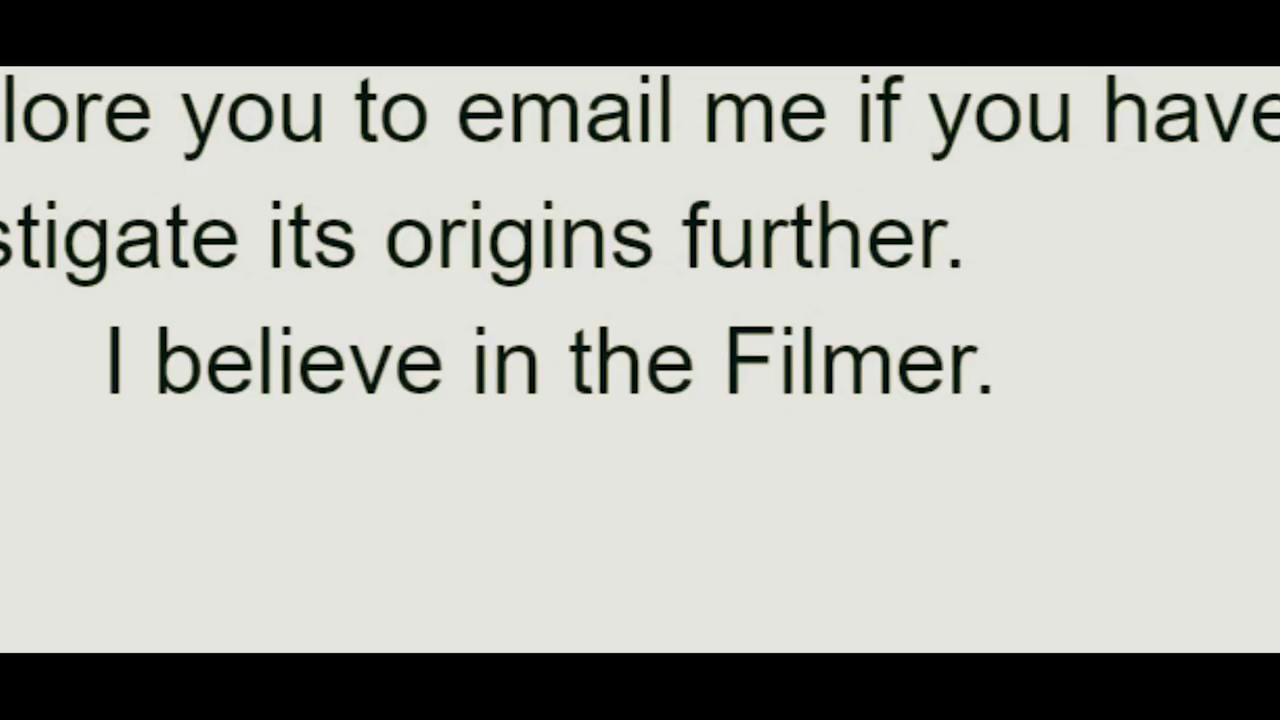 lore you to email me if you have
stigate its origins further.
I believe in the Filmer.